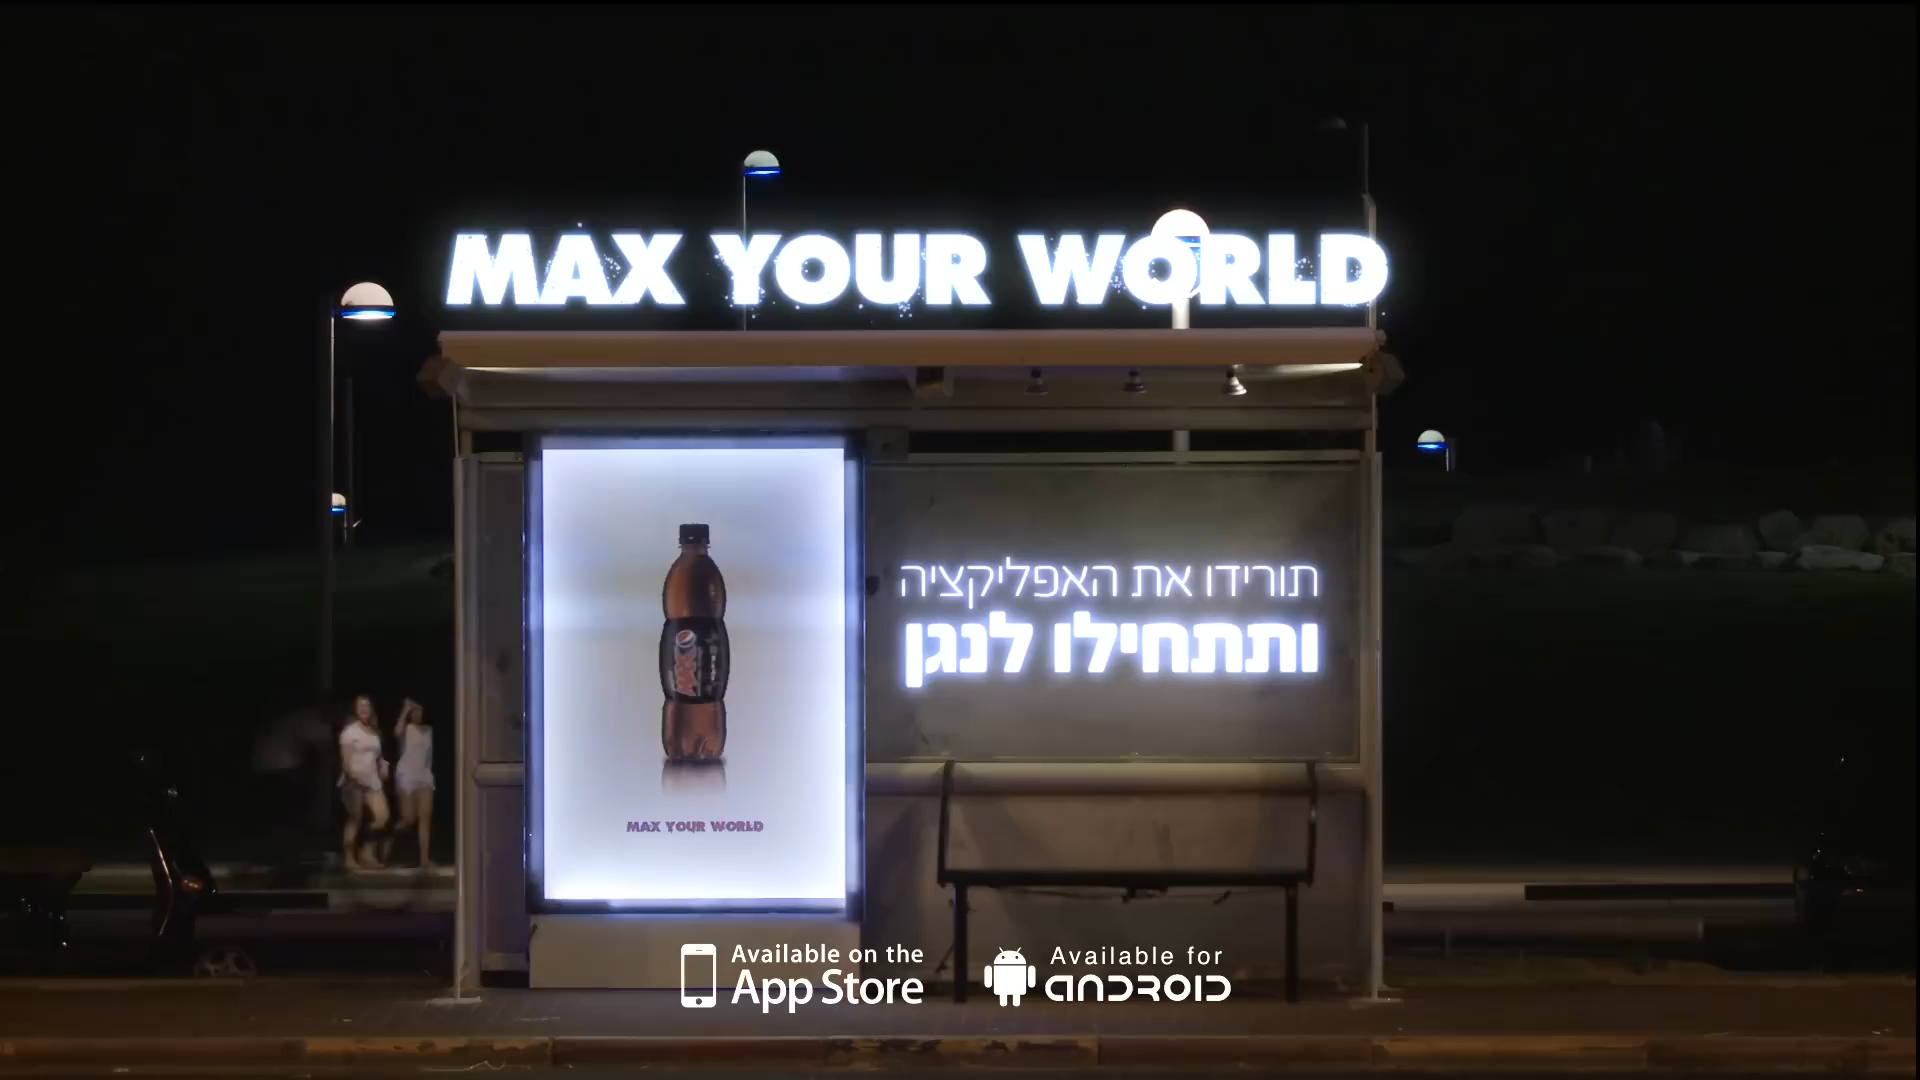 MAX YOUR WORLD
תורידו את האפליקציה
ותתחילו לנגן
MAX YOUR WORLD
Available on the
App Store
Available for
ANDROID